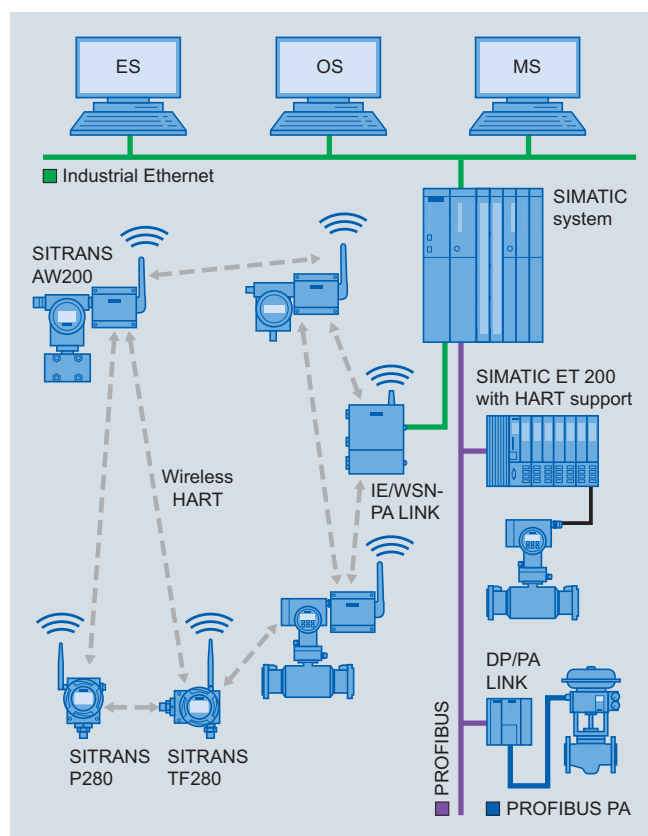 ES
OS
MS
Industrial Ethernet
SIMATIC
system
SITRANS
AW200
SIMATIC ET 200
with HART support
Wireless
HART
IE/WSN-
PA LINK
DP/PA
LINK
SITRANS
P280
SITRANS
TF280
PROFIBUS
PROFIBUS PA